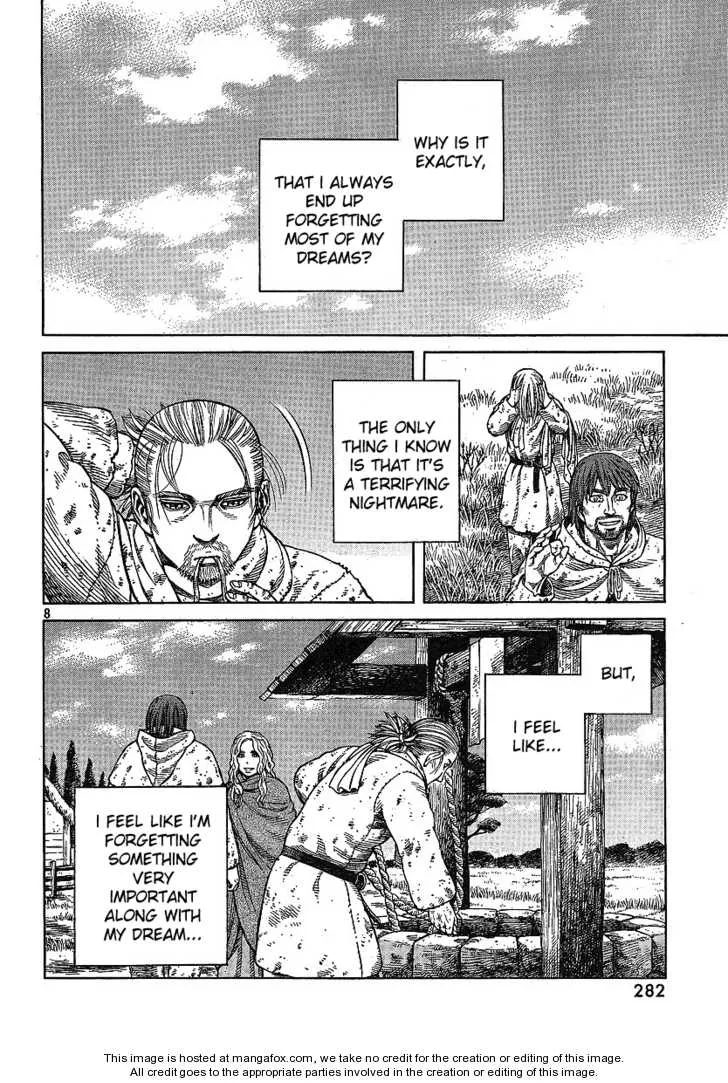 WHY IS IT
EXACTLY,
THAT I ALWAYS
END UP
FORGETTING
MOST OF MY
DREAMS?
THE ONLY
THING I KNOW
IS THAT IT'S
A TERRIFYING
NIGHTMARE.
8
BUT,
I FEEL
LIKE...
I FEEL LIKE I'M
FORGETTING
SOMETHING
VERY
IMPORTANT
ALONG WITH
MY DREAM...
282
This image is hosted at mangafox.com, we take no credit for the creation or editing of this image.
All credit goes to the appropriate parties involved in the creation or editing of this image.